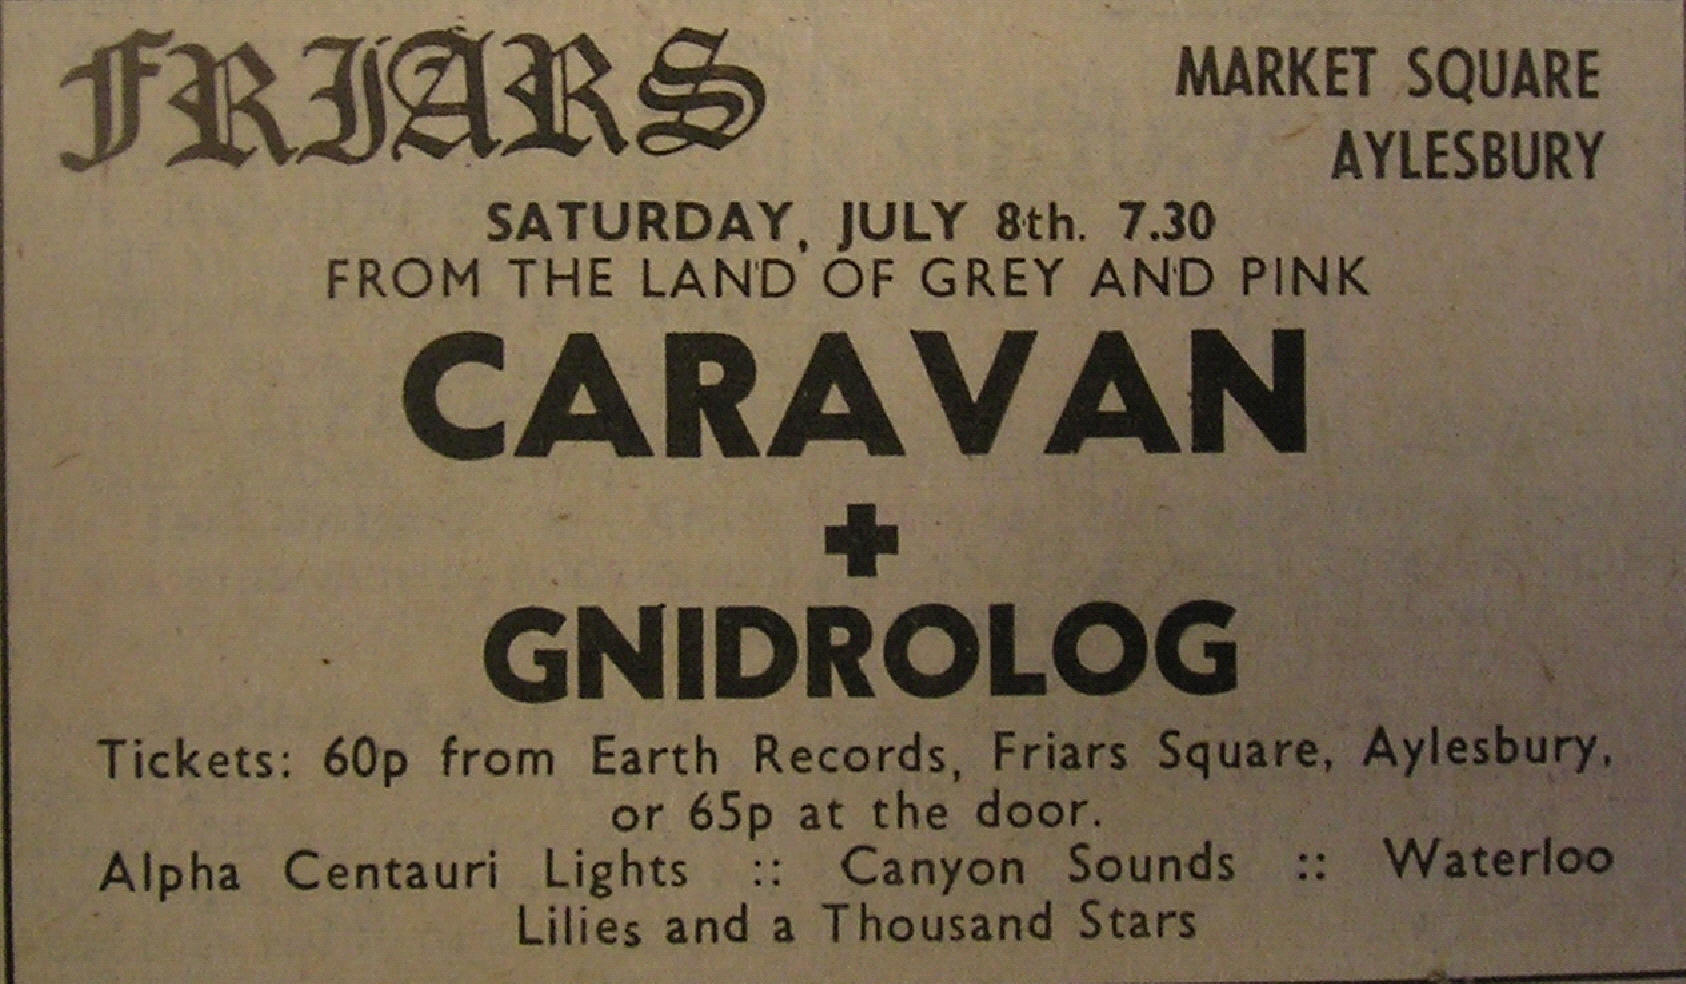 FRIARS
MARKET SQUARE
AYLESBURY
SATURDAY, JULY 8th. 7.30
FROM THE LAND OF GREY AND PINK
CARAVAN
+
GNIDROLOG
Tickets: 60p from Earth Records, Friars Square, Aylesbury,
or 65p at the door.
Alpha Centauri Lights :: Canyon Sounds :: Waterloo
Lilies and a Thousand Stars